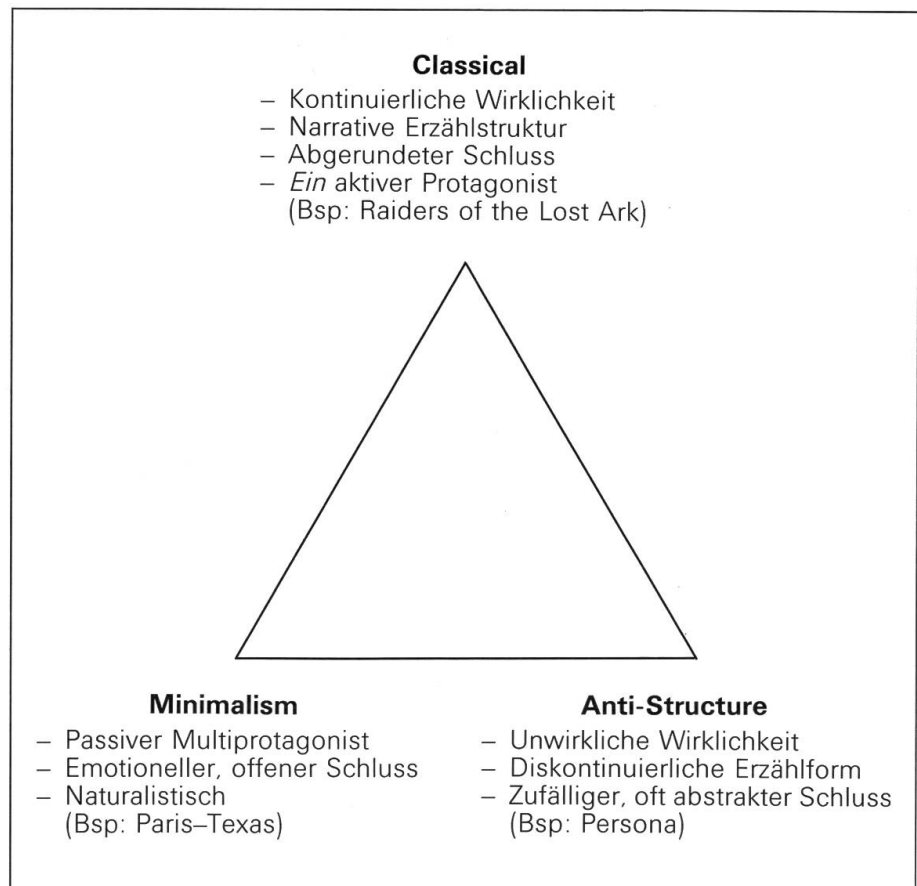 Classical
– Kontinuierliche Wirklichkeit
– Narrative Erzählstruktur
– Abgerundeter Schluss
– Ein aktiver Protagonist
(Bsp: Raiders of the Lost Ark)
Minimalism
– Passiver Multiprotagonist
– Emotioneller, offener Schluss
– Naturalistisch
(Bsp: Paris–Texas)
Anti-Structure
– Unwirkliche Wirklichkeit
– Diskontinuierliche Erzählform
– Zufälliger, oft abstrakter Schluss
(Bsp: Persona)